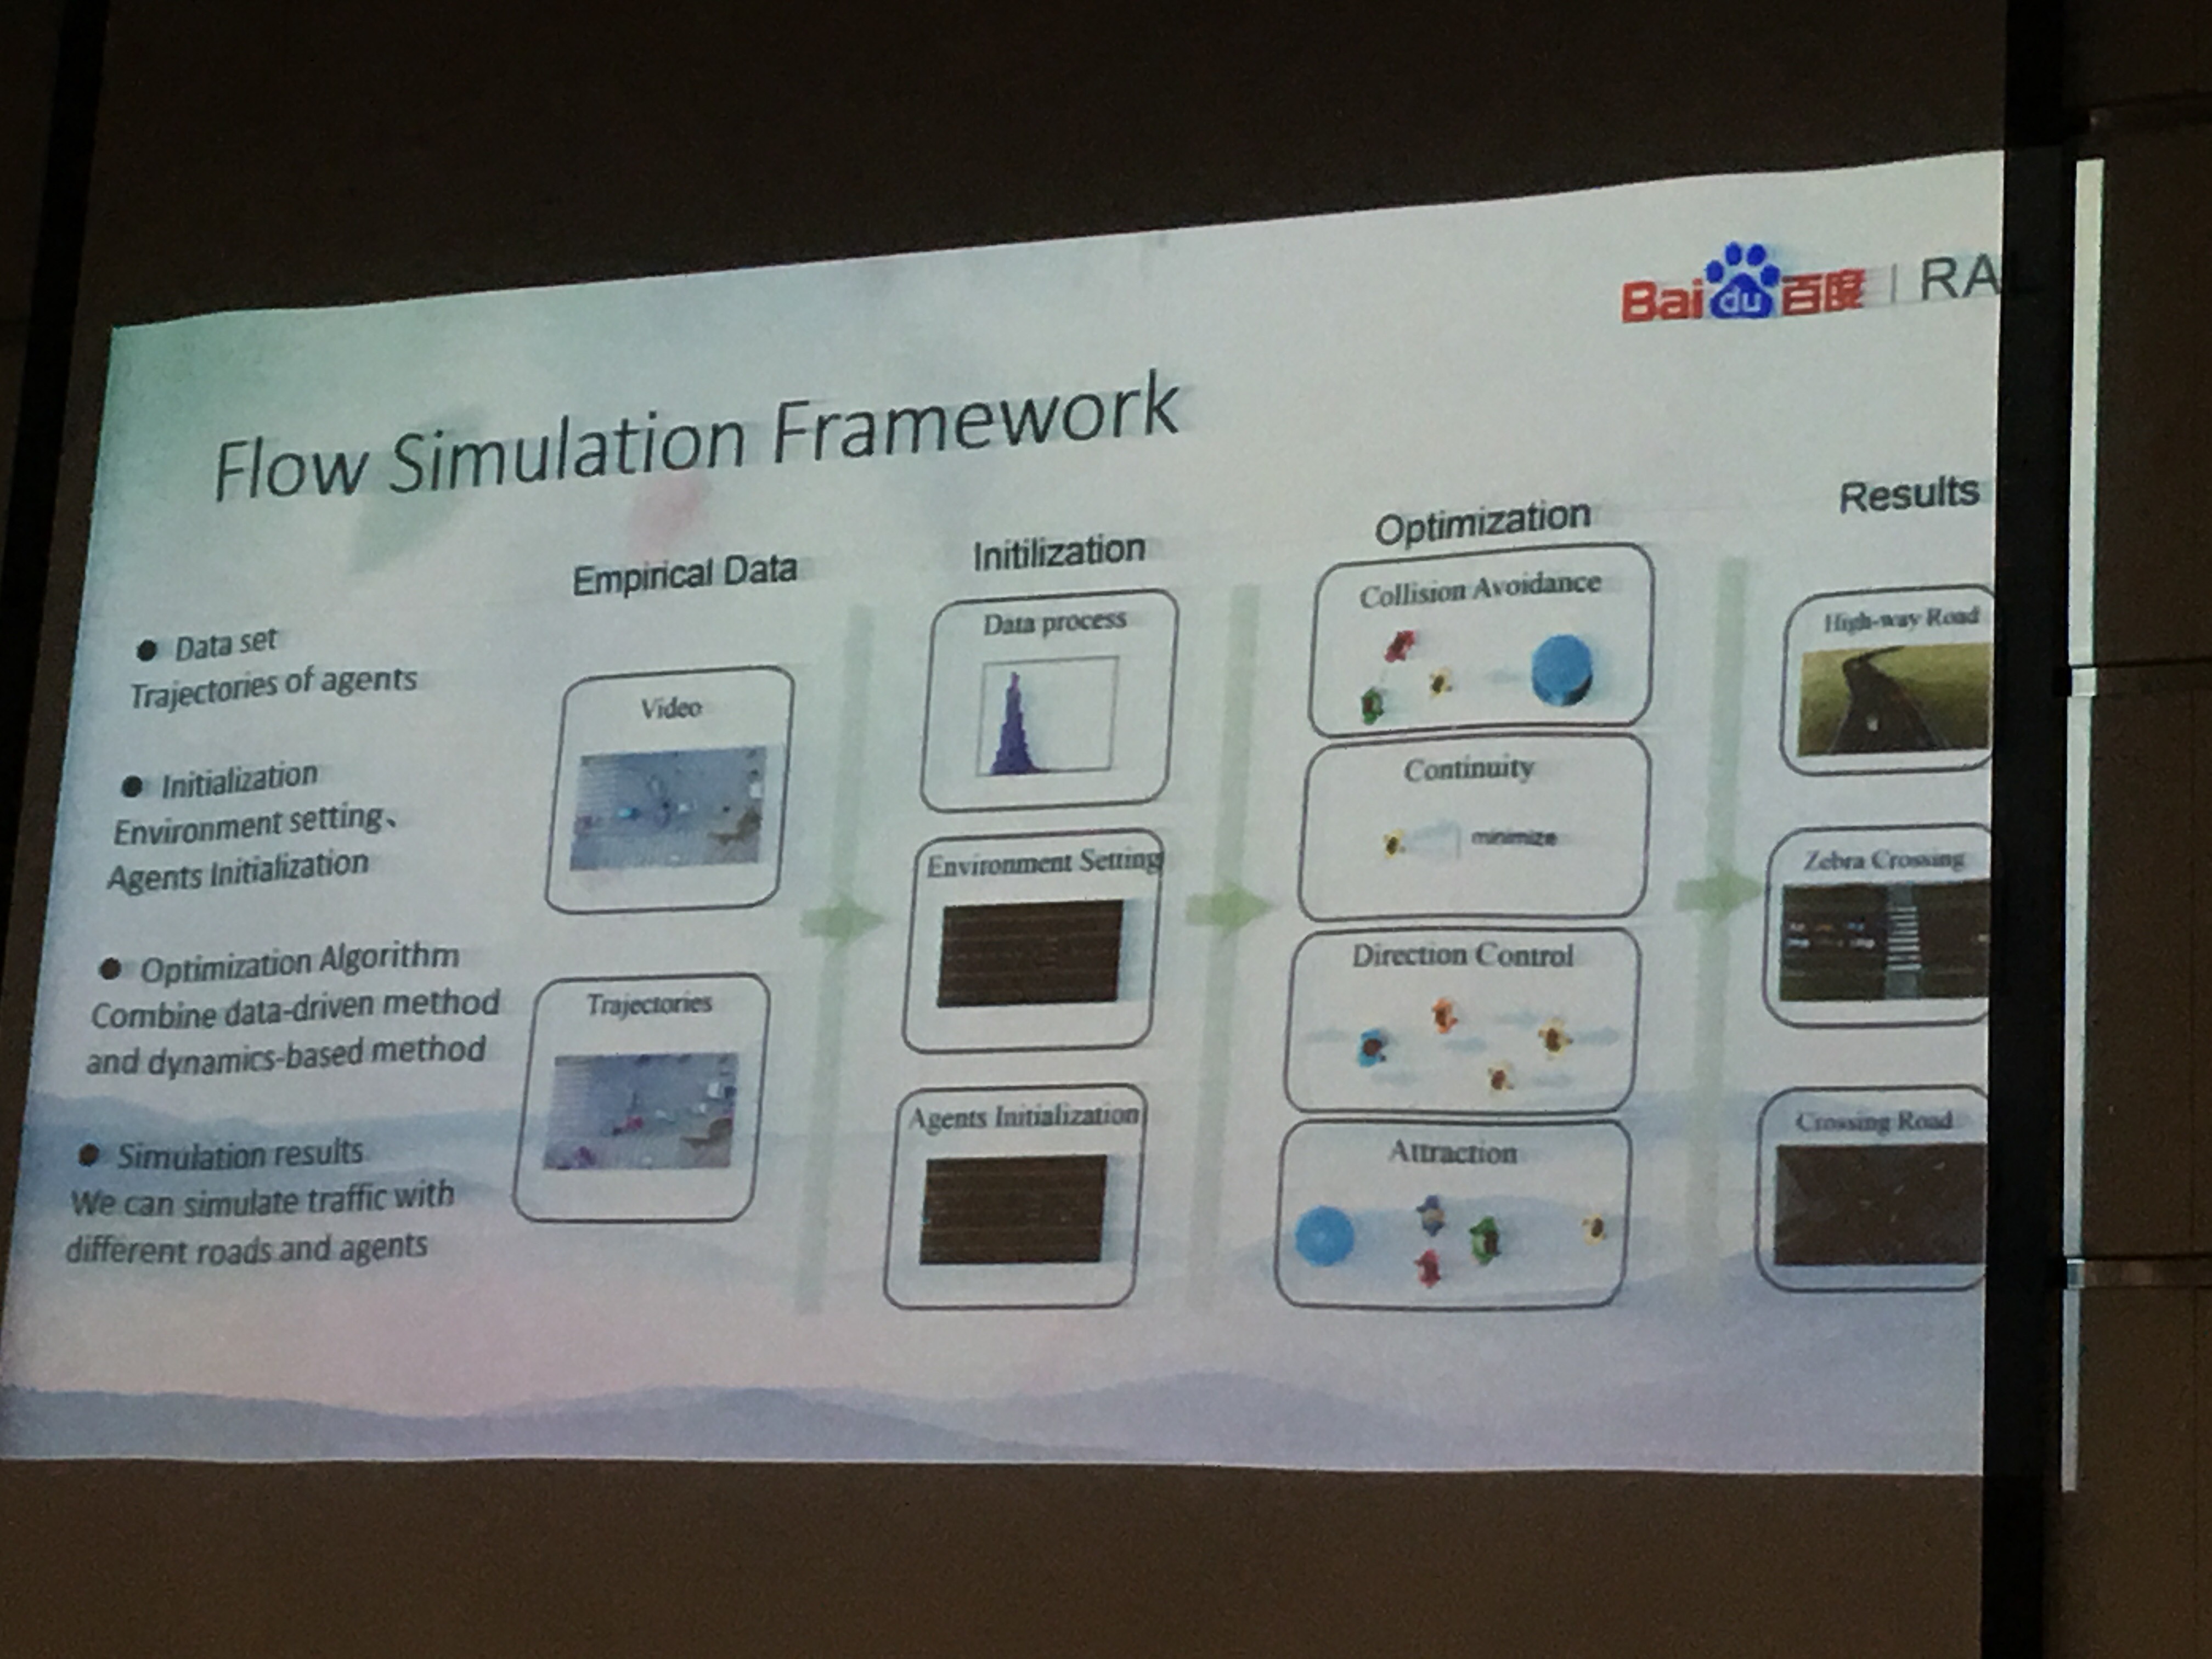 Bai du 百度 | RA
Flow Simulation Framework
● Data set
Trajectories of agents
● Initialization
Environment setting、
Agents Initialization
● Optimization Algorithm
Combine data-driven method
and dynamics-based method
● Simulation results
We can simulate traffic with
different roads and agents
Empirical Data
Video
Trajectories
Initilization
Data process
Environment Setting
Agents Initialization
Optimization
Collision Avoidance
Continuity
minimize
Direction Control
Attraction
Results
High-way Road
Zebra Crossing
Crossing Road